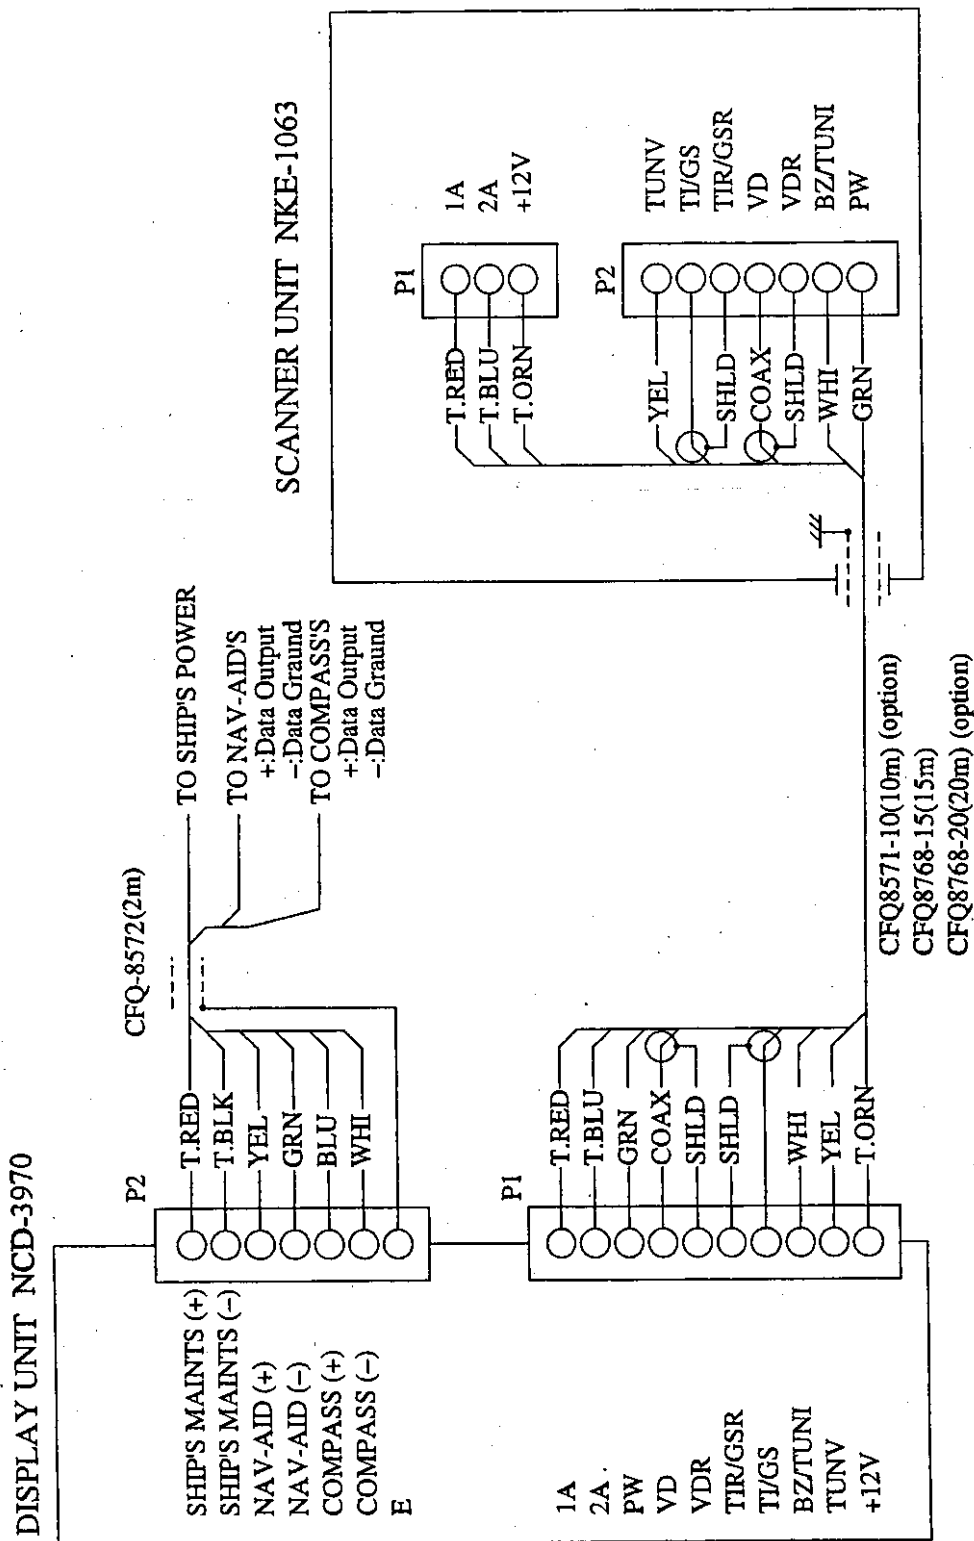 DISPLAY UNIT NCD-3970
P2
SHIP'S MAINTS (+)
SHIP'S MAINTS (−)
NAV-AID (+)
NAV-AID (−)
COMPASS (+)
COMPASS (−)
E
T.RED
T.BLK
YEL
GRN
BLU
WHI
CFQ-8572(2m)
TO SHIP'S POWER
TO NAV-AID'S
+:Data Output
−:Data Graund
TO COMPASS'S
+:Data Output
−:Data Graund
P1
1A
2A
PW
VD
VDR
TIR/GSR
TI/GS
BZ/TUNI
TUNV
+12V
T.RED
T.BLU
GRN
COAX
SHLD
SHLD
WHI
YEL
T.ORN
CFQ8571-10(10m) (option)
CFQ8768-15(15m)
CFQ8768-20(20m) (option)
SCANNER UNIT NKE-1063
P1
T.RED
T.BLU
T.ORN
1A
2A
+12V
P2
YEL
SHLD
COAX
SHLD
WHI
GRN
TUNV
TI/GS
TIR/GSR
VD
VDR
BZ/TUNI
PW